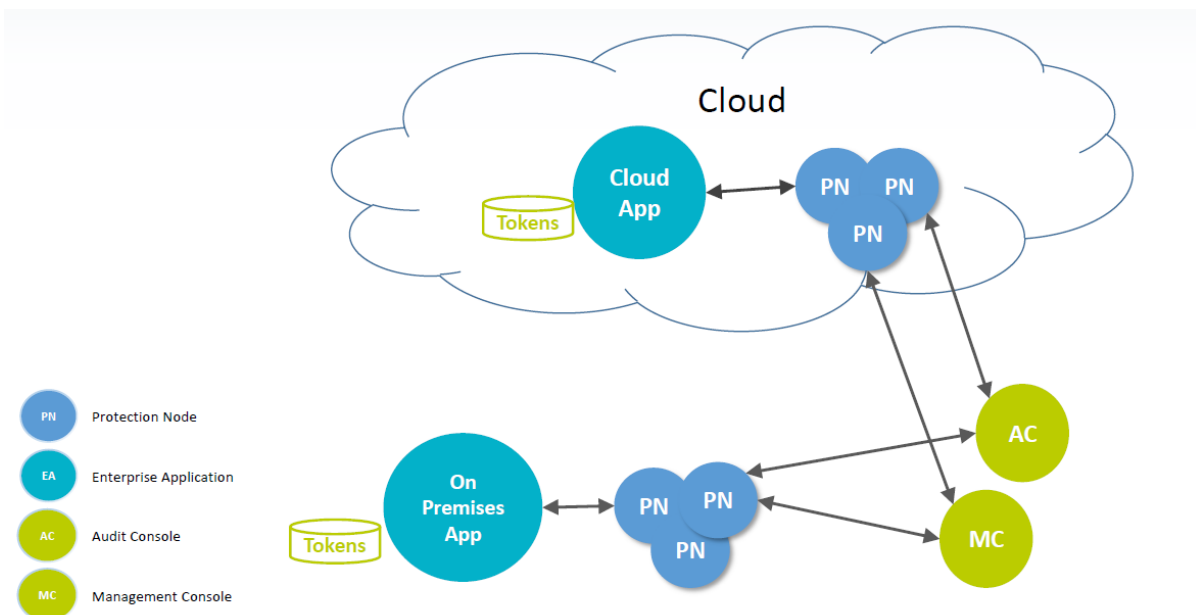 Cloud
Cloud
App
PN
PN
PN
Tokens
AC
On
Premises
App
PN
PN
PN
MC
Tokens
PN Protection Node
EA Enterprise Application
AC Audit Console
MC Management Console